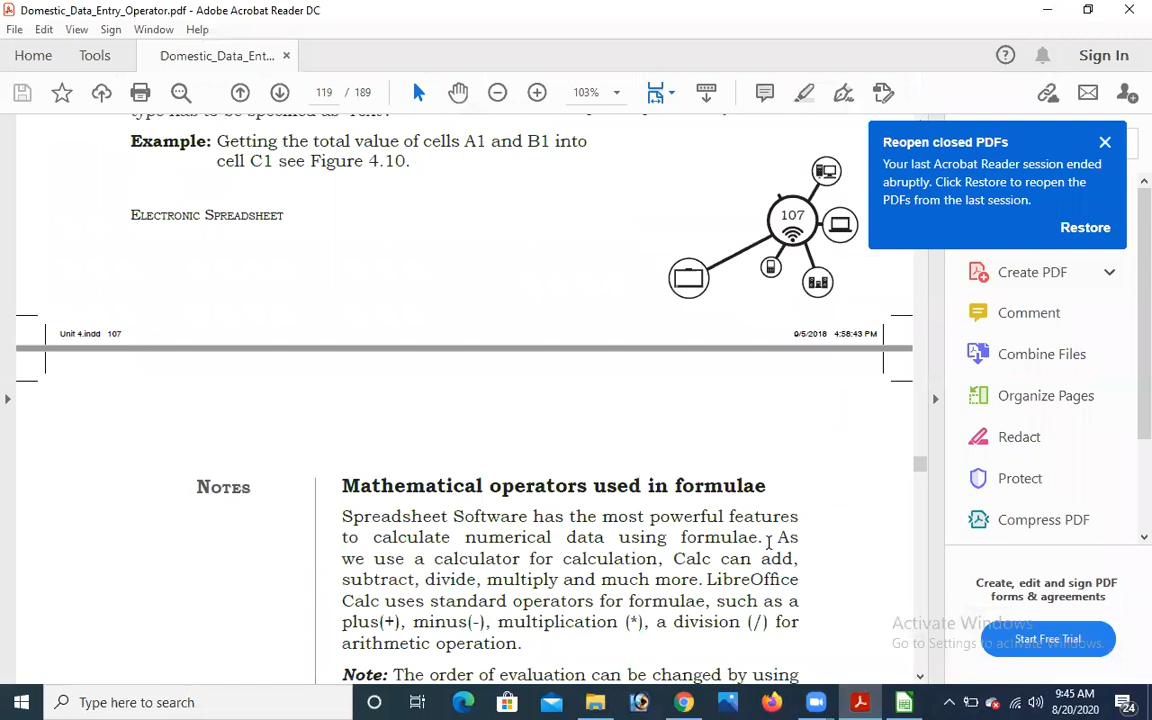 Domestic_Data_Entry_Operator.pdf - Adobe Acrobat Reader DC
File Edit View Sign Window Help
Home Tools Domestic_Data_Ent... × Sign In
119 / 189 103%
type has to be specified as 'Text'.
Example: Getting the total value of cells A1 and B1 into
cell C1 see Figure 4.10.
Electronic Spreadsheet
107
Unit 4.indd 107 9/5/2018 4:58:43 PM
Reopen closed PDFs
Your last Acrobat Reader session ended
abruptly. Click Restore to reopen the
PDFs from the last session.
Restore
Create PDF
Comment
Combine Files
Organize Pages
Redact
Protect
Compress PDF
Notes
Mathematical operators used in formulae
Spreadsheet Software has the most powerful features
to calculate numerical data using formulae. As
we use a calculator for calculation, Calc can add,
subtract, divide, multiply and much more. LibreOffice
Calc uses standard operators for formulae, such as a
plus(+), minus(-), multiplication (*), a division (/) for
arithmetic operation.
Note: The order of evaluation can be changed by using
Create, edit and sign PDF
forms & agreements
Start Free Trial
Activate Windows
Go to Settings to activate Windows.
Type here to search
9:45 AM
8/20/2020
24